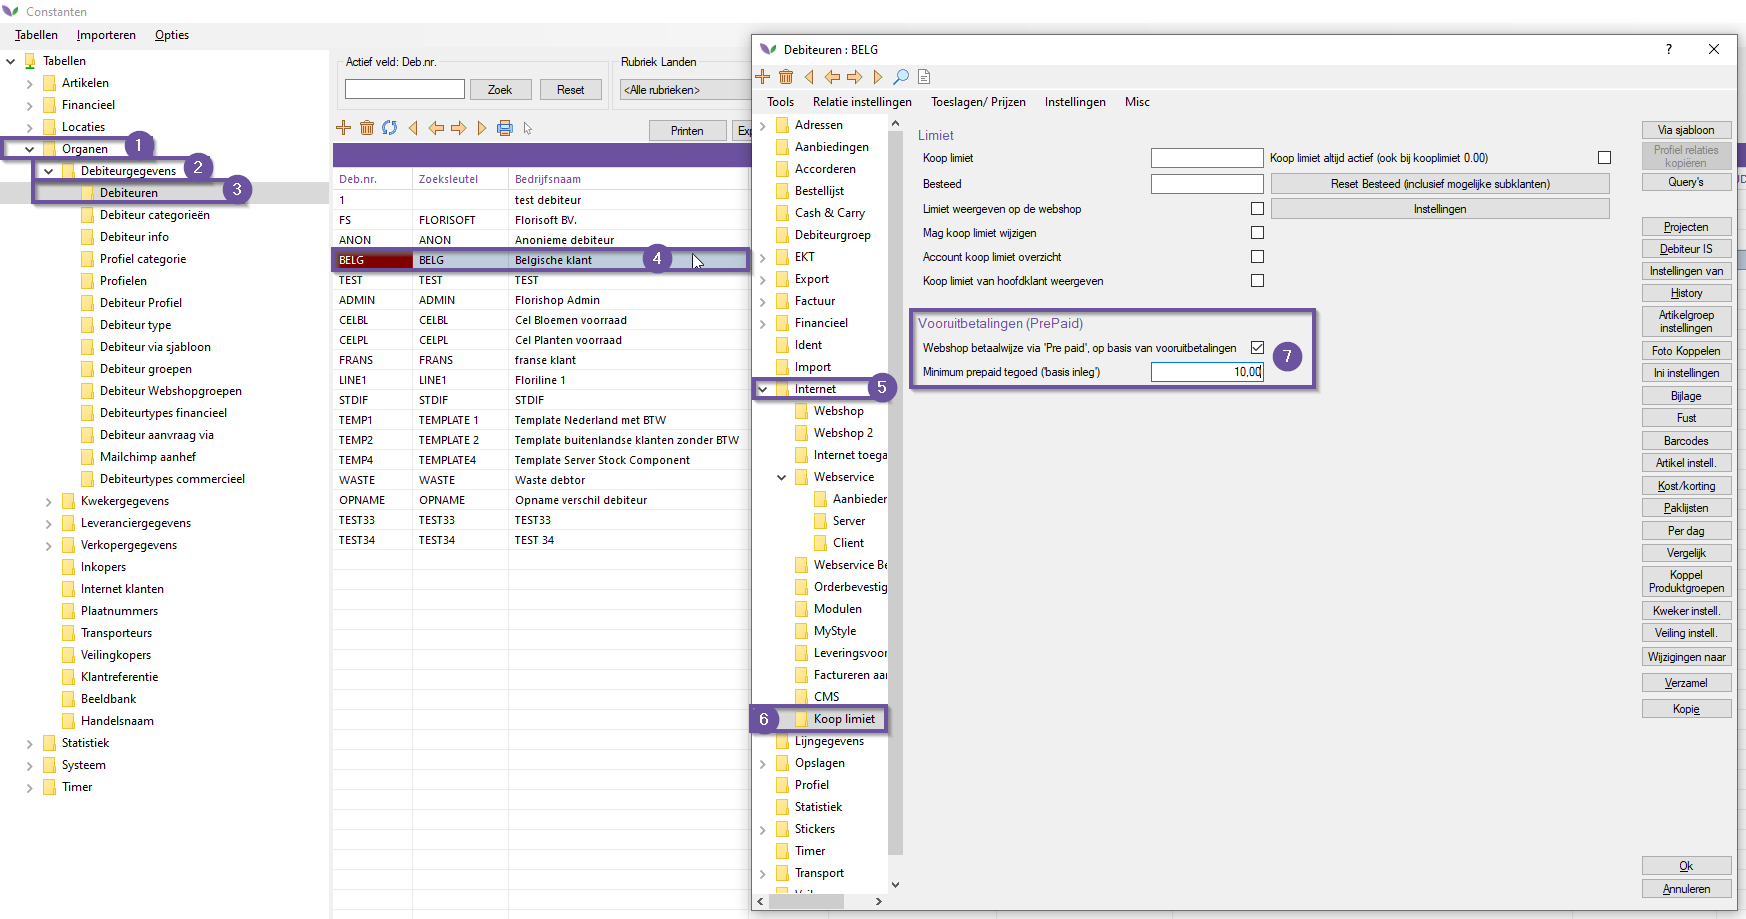 Constanten
Tabellen Importeren Opties
Tabellen
Artikelen
Financieel
Locaties
Organen 1
Debiteurgegevens 2
Debiteuren 3
Debiteur categorieën
Debiteur info
Profiel categorie
Profielen
Debiteur Profiel
Debiteur type
Debiteur via sjabloon
Debiteur groepen
Debiteur Webshopgroepen
Debiteurtypes financieel
Debiteur aanvraag via
Mailchimp aanhef
Debiteurtypes commercieel
Kwekergegevens
Leveranciergegevens
Verkopergegevens
Inkopers
Internet klanten
Plaatnummers
Transporteurs
Veilingkopers
Klantreferentie
Beeldbank
Handelsnaam
Statistiek
Systeem
Timer
Actief veld: Deb.nr.
Zoek Reset
Rubriek Landen
<Alle rubrieken>
Printen Exp
Deb.nr. Zoeksleutel Bedrijfsnaam
1 test debiteur
FS FLORISOFT Florisoft BV.
ANON ANON Anonieme debiteur
BELG BELG Belgische klant 4
TEST TEST TEST
ADMIN ADMIN Florishop Admin
CELBL CELBL Cel Bloemen voorraad
CELPL CELPL Cel Planten voorraad
FRANS FRANS franse klant
LINE1 LINE1 Floriline 1
STDIF STDIF STDIF
TEMP1 TEMPLATE 1 Template Nederland met BTW
TEMP2 TEMPLATE 2 Template buitenlandse klanten zonder BTW
TEMP4 TEMPLATE4 Template Server Stock Component
WASTE WASTE Waste debtor
OPNAME OPNAME Opname verschil debiteur
TEST33 TEST33 TEST33
TEST34 TEST34 TEST 34
Debiteuren : BELG ?
Tools Relatie instellingen Toeslagen/ Prijzen Instellingen Misc
Adressen
Aanbiedingen
Accorderen
Bestellijst
Cash & Carry
Debiteurgroep
EKT
Export
Factuur
Financieel
Ident
Import
Internet 5
Webshop
Webshop 2
Internet toega
Webservice
Aanbieder
Server
Client
Webservice Be
Orderbevestig
Modulen
MyStyle
Leveringsvoor
Factureren aa
CMS
6 Koop limiet
Lijngegevens
Opslagen
Profiel
Statistiek
Stickers
Timer
Transport
Limiet
Koop limiet Koop limiet altijd actief (ook bij kooplimiet 0.00)
Besteed Reset Besteed (inclusief mogelijke subklanten)
Limiet weergeven op de webshop Instellingen
Mag koop limiet wijzigen
Account koop limiet overzicht
Koop limiet van hoofdklant weergeven
Vooruitbetalingen (PrePaid)
Webshop betaalwijze via 'Pre paid', op basis van vooruitbetalingen
7
Minimum prepaid tegoed ('basis inleg') 10,00
Via sjabloon
Profiel relaties
kopiëren
Query's
Projecten
Debiteur IS
Instellingen van
History
Artikelgroep
instellingen
Foto Koppelen
Ini instellingen
Bijlage
Fust
Barcodes
Artikel instell.
Kost/korting
Paklijsten
Per dag
Vergelijk
Koppel
Produktgroepen
Kweker instell.
Veiling instell.
Wijzigingen naar
Verzamel
Kopie
Ok
Annuleren